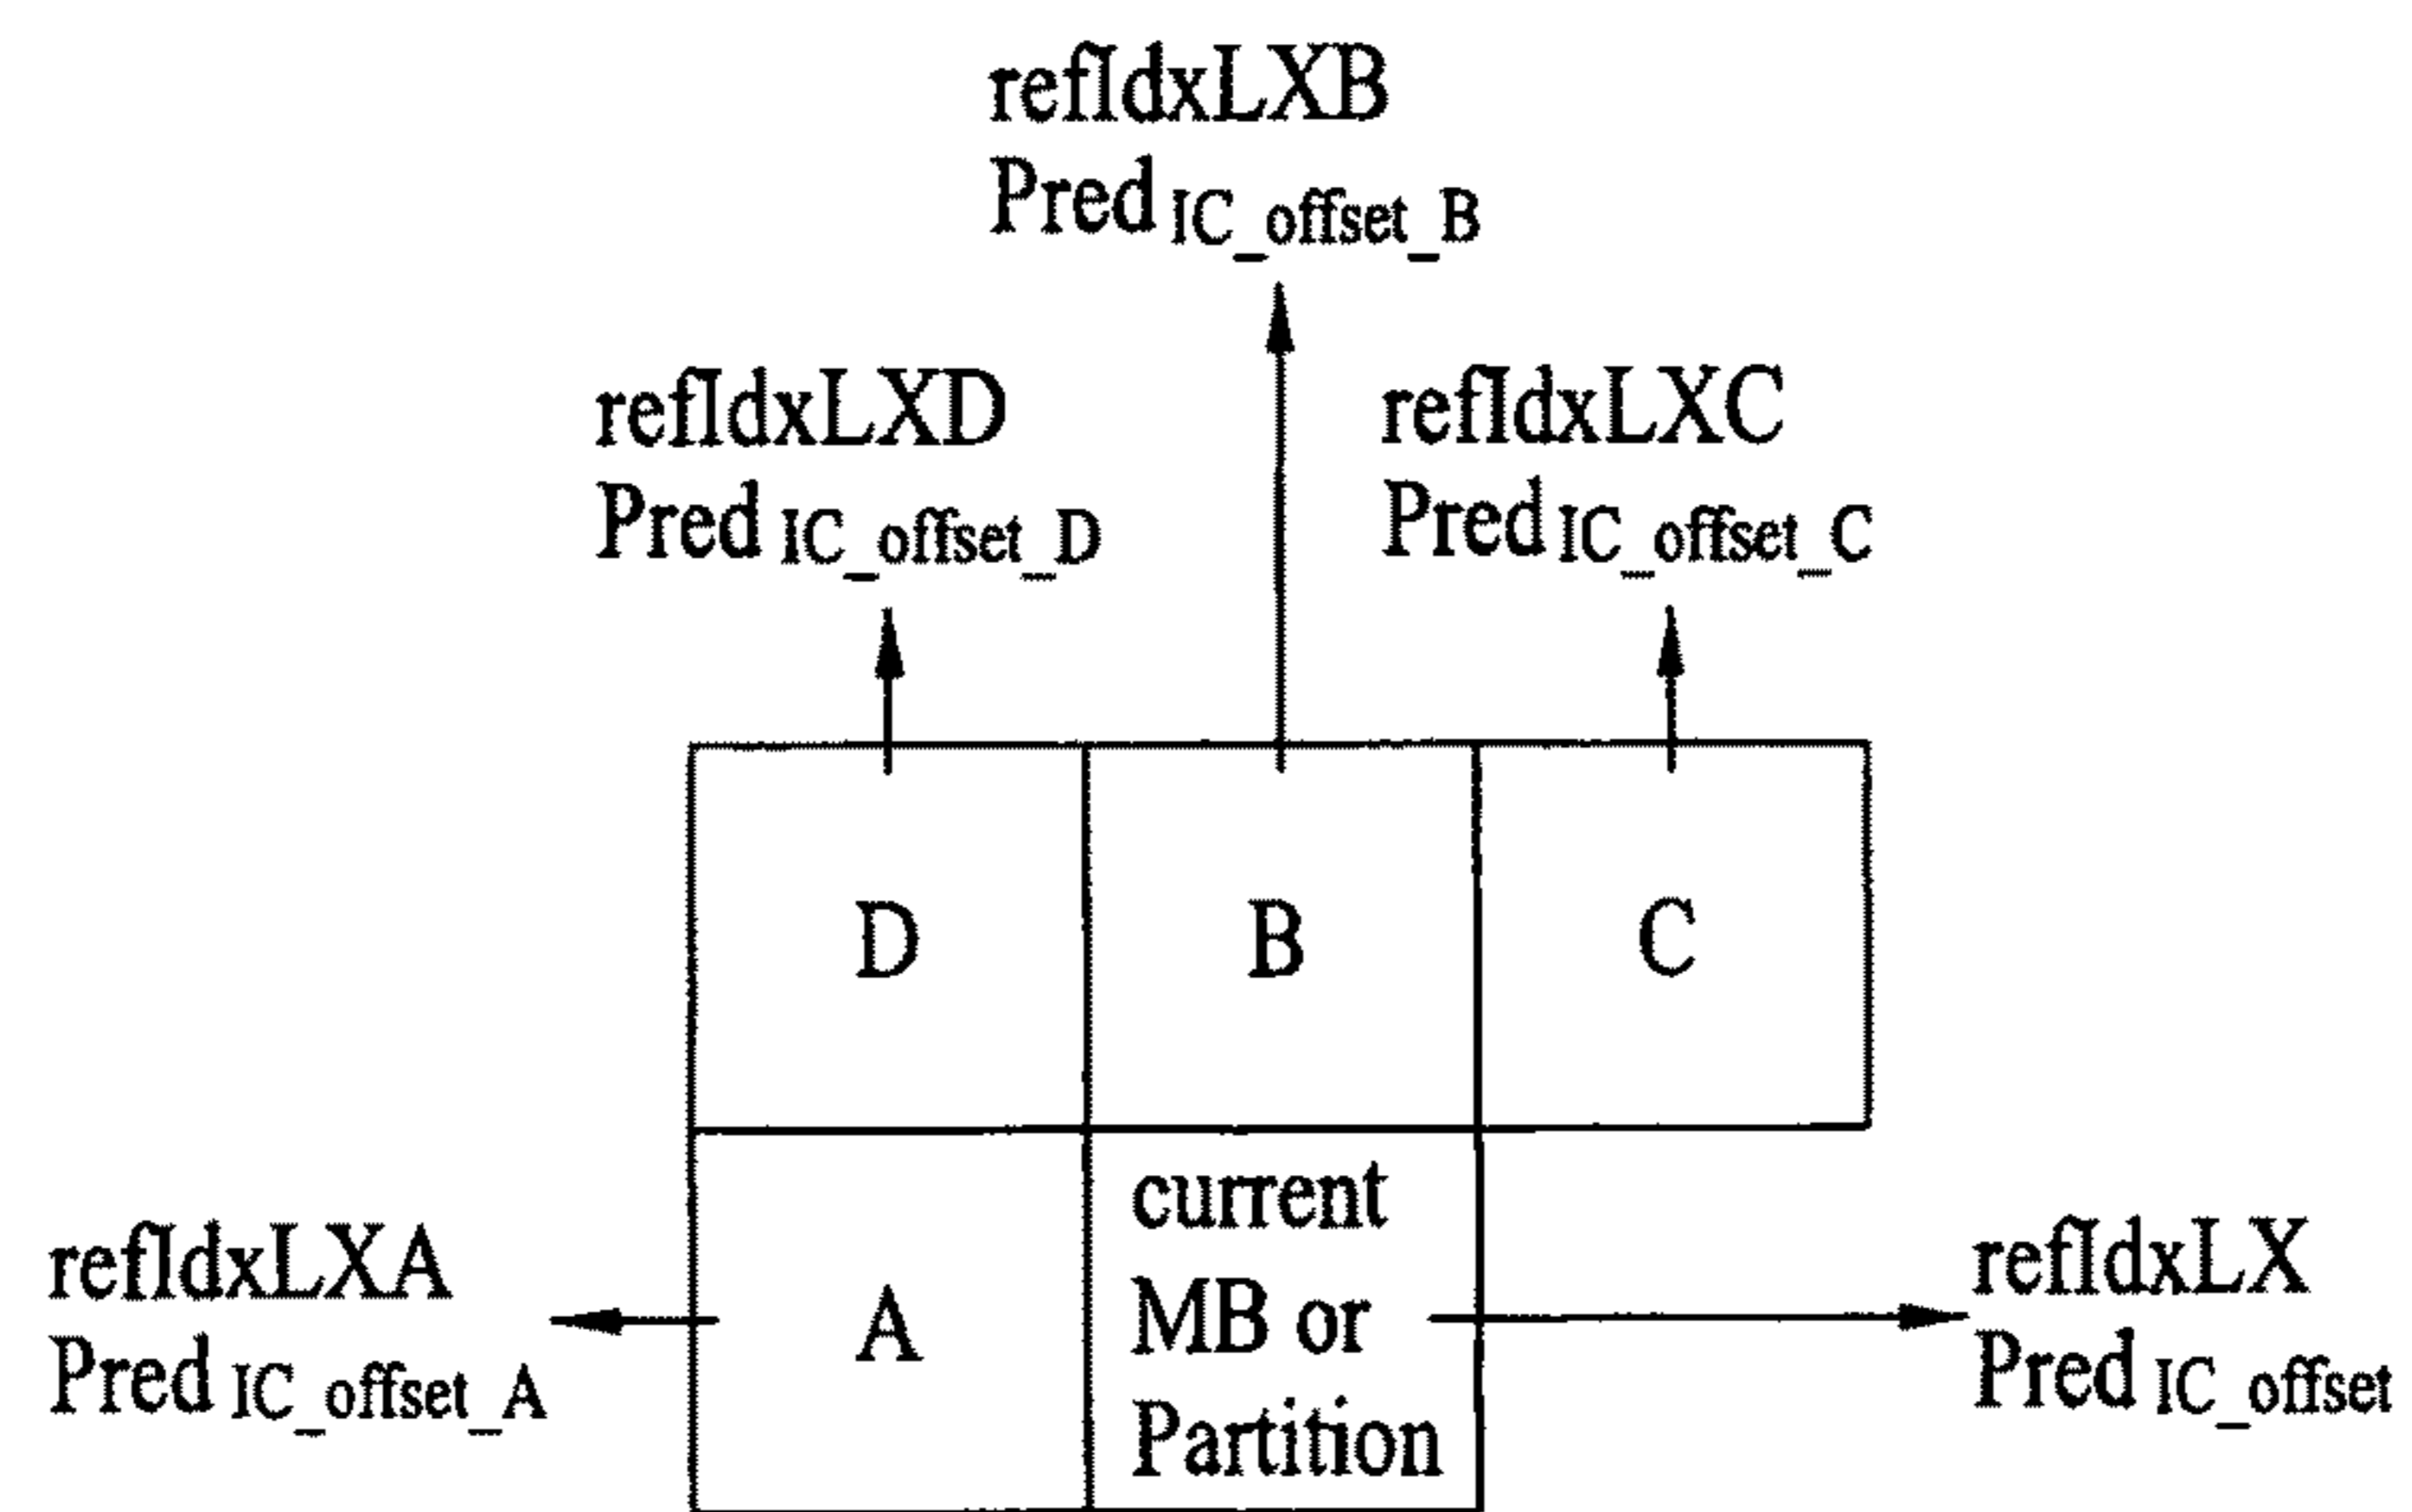 refIdxLXB
Pred IC_offset_B
refIdxLXD
Pred IC_offset_D
refIdxLXC
Pred IC_offset_C
D
B
C
refIdxLXA
Pred IC_offset_A
A
current
MB or
Partition
refIdxLX
Pred IC_offset